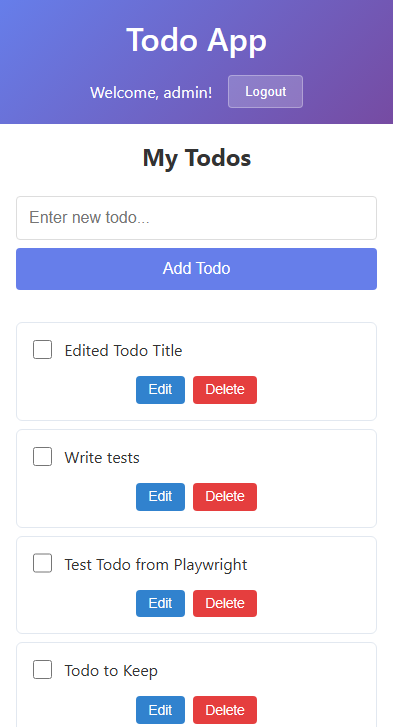 Todo App
Welcome, admin! Logout
My Todos
Enter new todo...
Add Todo
Edited Todo Title
Edit Delete
Write tests
Edit Delete
Test Todo from Playwright
Edit Delete
Todo to Keep
Edit Delete